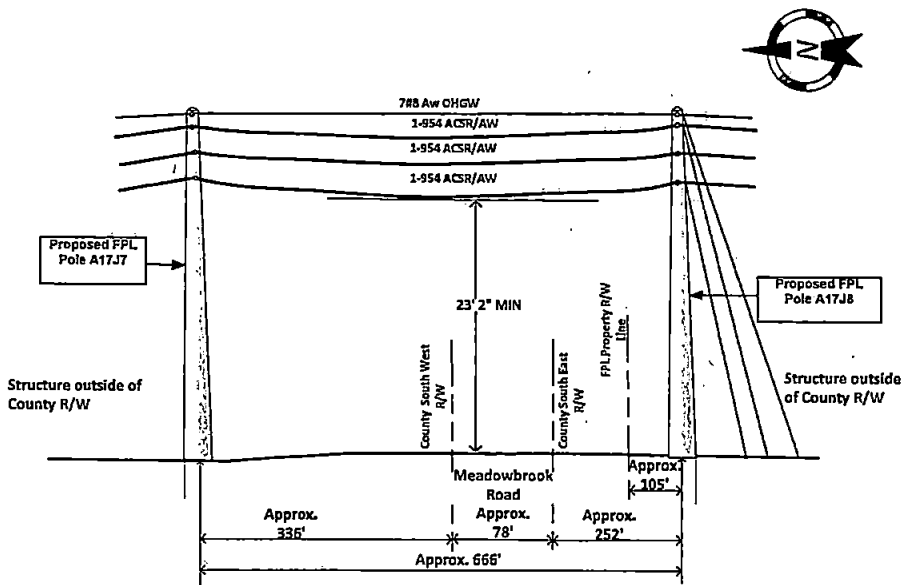 N
7#8 Aw OHGW
1-954 ACSR/AW
1-954 ACSR/AW
1-954 ACSR/AW
Proposed FPL
Pole A17J7
23' 2" MIN
Proposed FPL
Pole A17J8
Structure outside of
County R/W
County South West
R/W
County South East
R/W
FPL Property R/W
Line
Structure outside
of County R/W
Meadowbrook
Road
Approx.
105'
Approx.
336'
Approx.
78'
Approx.
252'
Approx. 666'